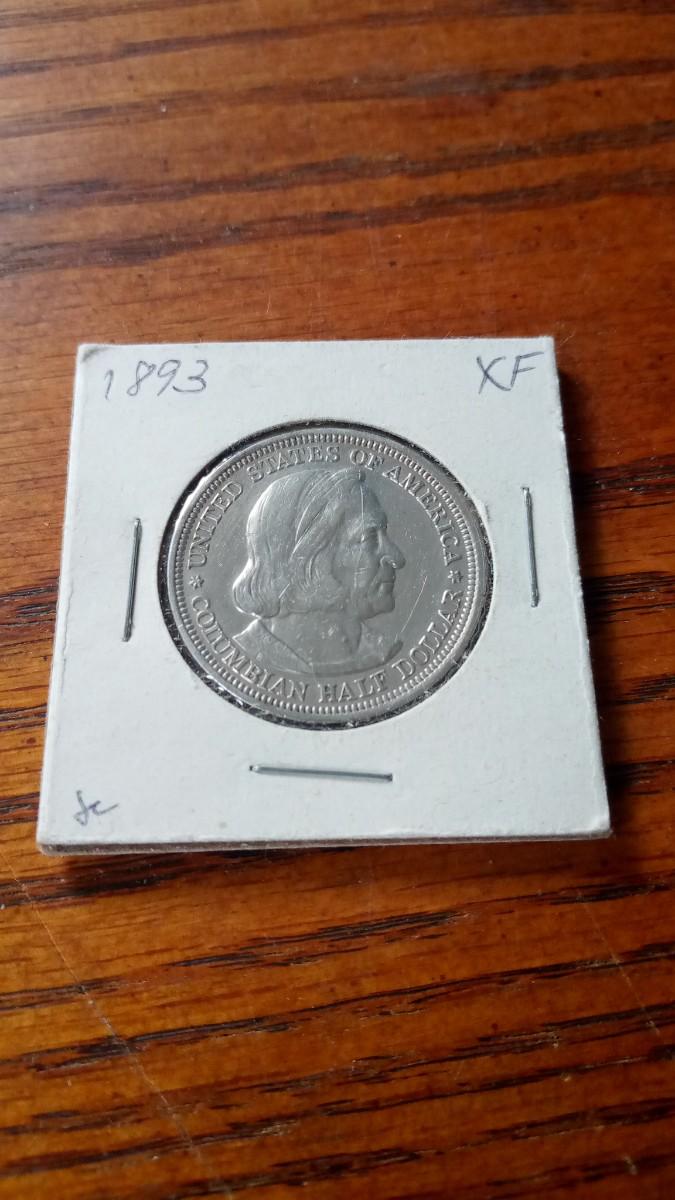 1893 XF
UNITED STATES OF AMERICA
* COLUMBIAN HALF DOLLAR *